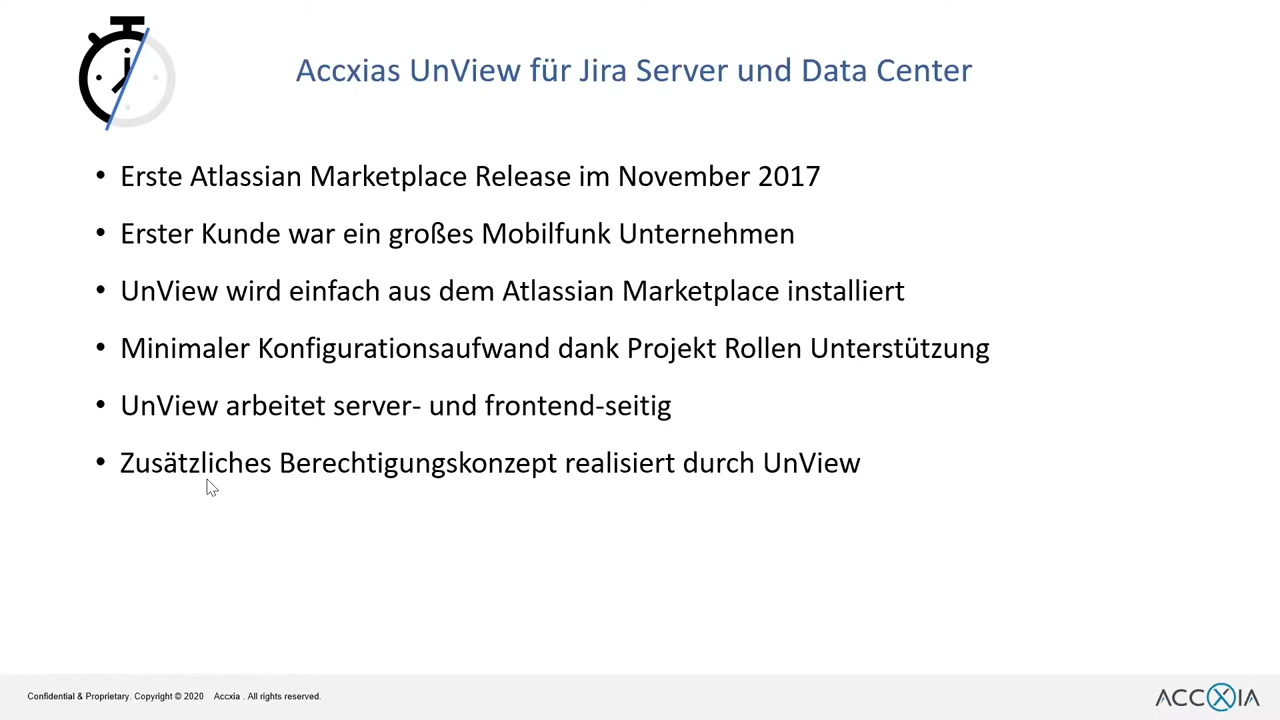 Accxias UnView für Jira Server und Data Center
• Erste Atlassian Marketplace Release im November 2017
• Erster Kunde war ein großes Mobilfunk Unternehmen
• UnView wird einfach aus dem Atlassian Marketplace installiert
• Minimaler Konfigurationsaufwand dank Projekt Rollen Unterstützung
• UnView arbeitet server- und frontend-seitig
• Zusätzliches Berechtigungskonzept realisiert durch UnView
Confidential & Proprietary. Copyright © 2020 Accxia . All rights reserved.
ACCXIA